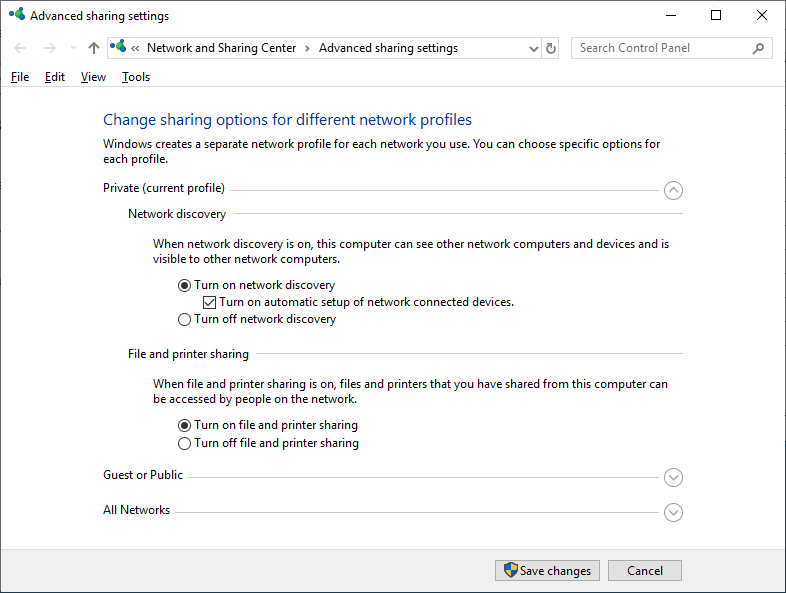 Advanced sharing settings
« Network and Sharing Center › Advanced sharing settings
Search Control Panel
File Edit View Tools
Change sharing options for different network profiles
Windows creates a separate network profile for each network you use. You can choose specific options for
each profile.
Private (current profile)
Network discovery
When network discovery is on, this computer can see other network computers and devices and is
visible to other network computers.
Turn on network discovery
Turn on automatic setup of network connected devices.
Turn off network discovery
File and printer sharing
When file and printer sharing is on, files and printers that you have shared from this computer can
be accessed by people on the network.
Turn on file and printer sharing
Turn off file and printer sharing
Guest or Public
All Networks
Save changes
Cancel